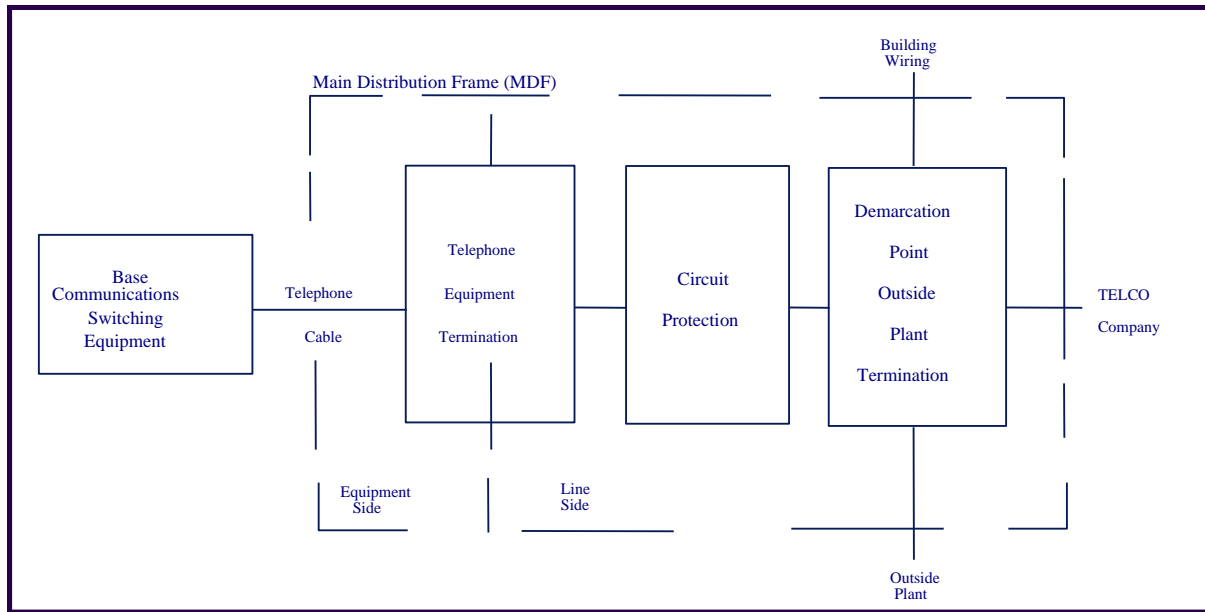 Building
Wiring
Main Distribution Frame (MDF)
Base
Communications
Switching
Equipment
Telephone
Cable
Telephone
Equipment
Termination
Circuit
Protection
Demarcation
Point
Outside
Plant
Termination
TELCO
Company
Equipment
Side
Line
Side
Outside
Plant